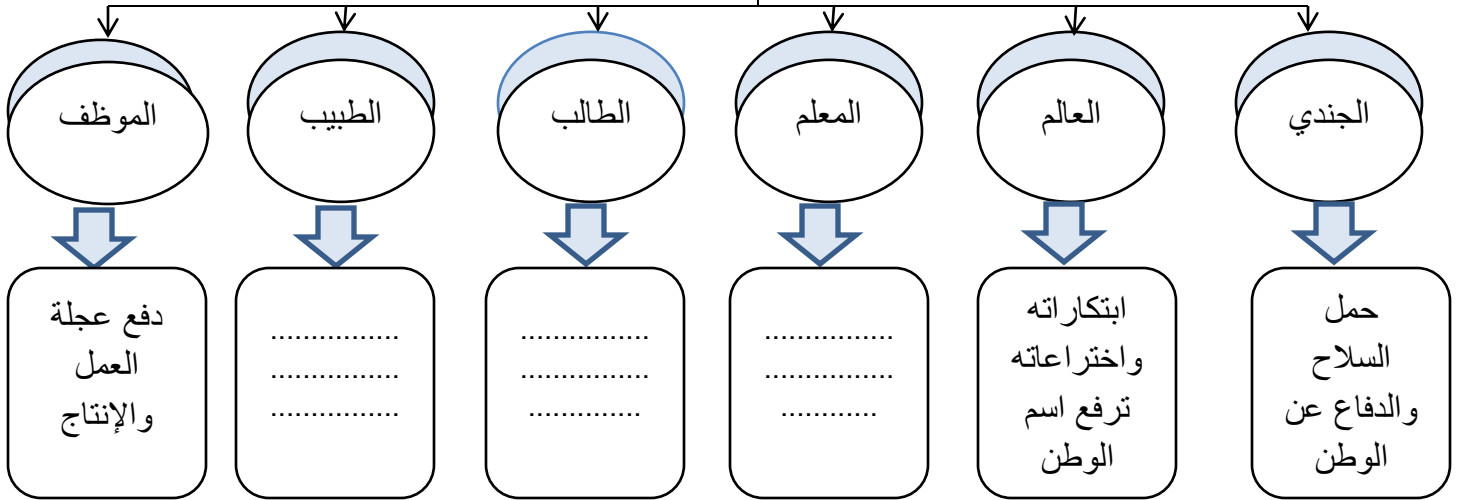 الجندي
العالم
المعلم
الطالب
الطبيب
الموظف
حمل
السلاح
والدفاع عن
الوطن
ابتكاراته
واختراعاته
ترفع اسم
الوطن
................
................
............
................
................
..............
................
................
................
دفع عجلة
العمل
والإنتاج